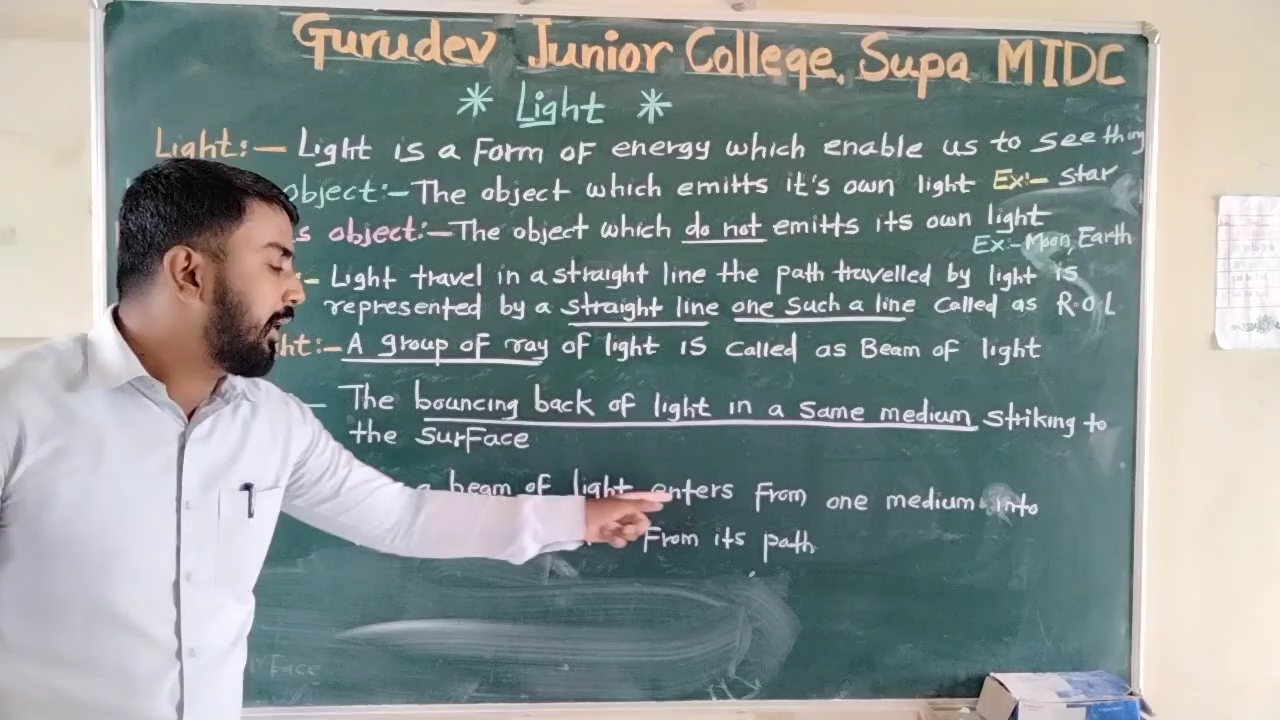 Gurudev Junior College, Supa MIDC
* Light *
Light:- Light is a Form of energy which enable us to see thing
object:- The object which emitts it's own light Ex:- Star
s object:- The object which do not emitts its own light
Ex:- Moon, Earth
:- Light travel in a straight line the path travelled by light is
represented by a straight line one such a line called as R.O.L
ht:- A group of ray of light is called as Beam of light
- The bouncing back of light in a same medium striking to
the surface
a beam of light enters from one medium into
From its path